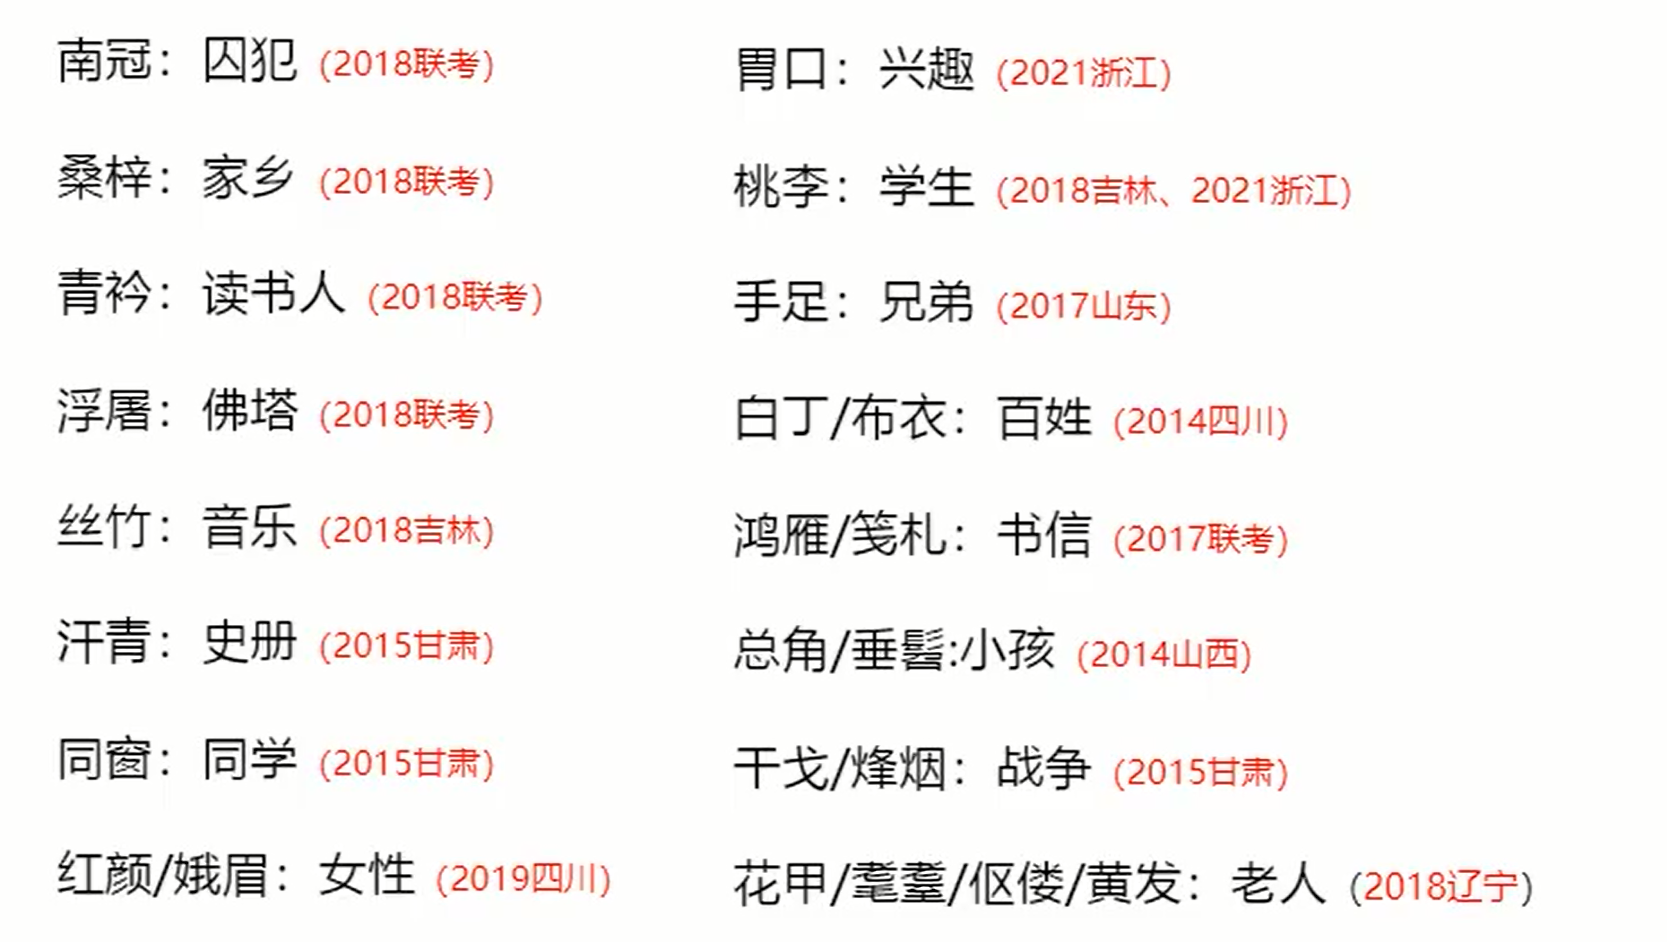 南冠：囚犯 (2018联考)
桑梓：家乡 (2018联考)
青衿：读书人 (2018联考)
浮屠：佛塔 (2018联考)
丝竹：音乐 (2018吉林)
汗青：史册 (2015甘肃)
同窗：同学 (2015甘肃)
红颜/娥眉：女性 (2019四川)
胃口：兴趣 (2021浙江)
桃李：学生 (2018吉林、2021浙江)
手足：兄弟 (2017山东)
白丁/布衣：百姓 (2014四川)
鸿雁/笺札：书信 (2017联考)
总角/垂髫:小孩 (2014山西)
干戈/烽烟：战争 (2015甘肃)
花甲/耄耋/伛偻/黄发：老人 (2018辽宁)